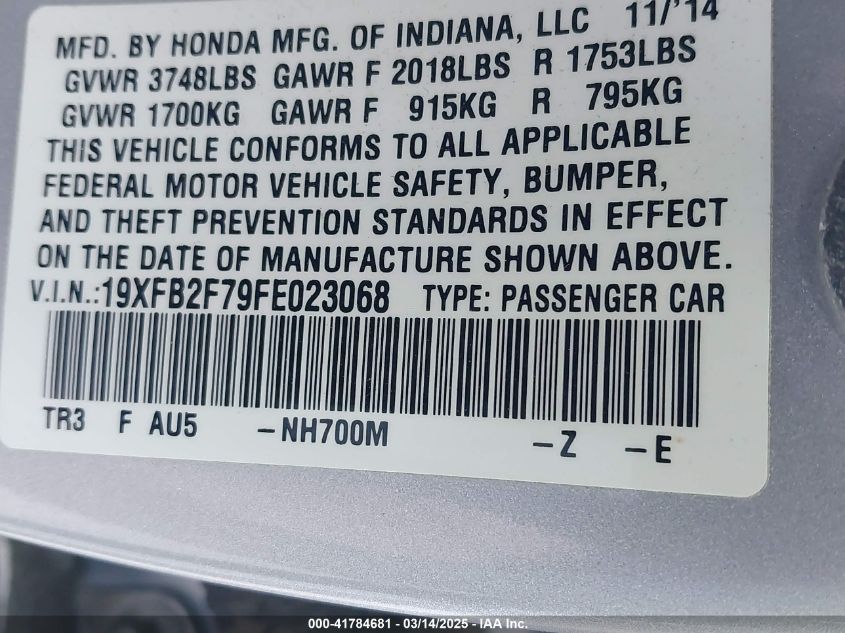 MFD. BY HONDA MFG. OF INDIANA, LLC 11/'14
GVWR 3748LBS GAWR F 2018LBS R 1753LBS
GVWR 1700KG GAWR F 915KG R 795KG
THIS VEHICLE CONFORMS TO ALL APPLICABLE
FEDERAL MOTOR VEHICLE SAFETY, BUMPER,
AND THEFT PREVENTION STANDARDS IN EFFECT
ON THE DATE OF MANUFACTURE SHOWN ABOVE.
V.I.N.:19XFB2F79FE023068 TYPE: PASSENGER CAR
TR3 F AU5 -NH700M -Z -E
000-41784681 - 03/14/2025 - IAA Inc.